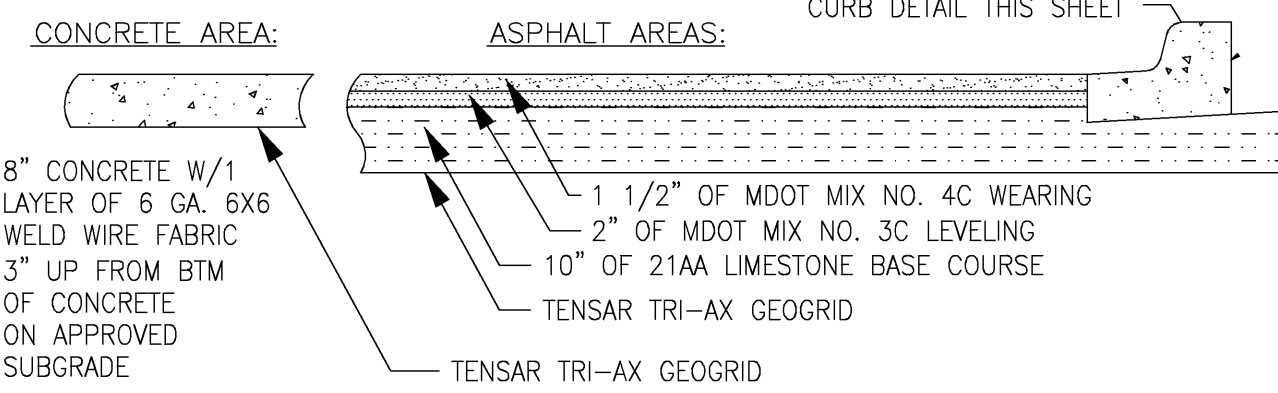 CURB DETAIL THIS SHEET
CONCRETE AREA:
ASPHALT AREAS:
8" CONCRETE W/1
LAYER OF 6 GA. 6X6
WELD WIRE FABRIC
3" UP FROM BTM
OF CONCRETE
ON APPROVED
SUBGRADE
1 1/2" OF MDOT MIX NO. 4C WEARING
2" OF MDOT MIX NO. 3C LEVELING
10" OF 21AA LIMESTONE BASE COURSE
TENSAR TRI-AX GEOGRID
TENSAR TRI-AX GEOGRID